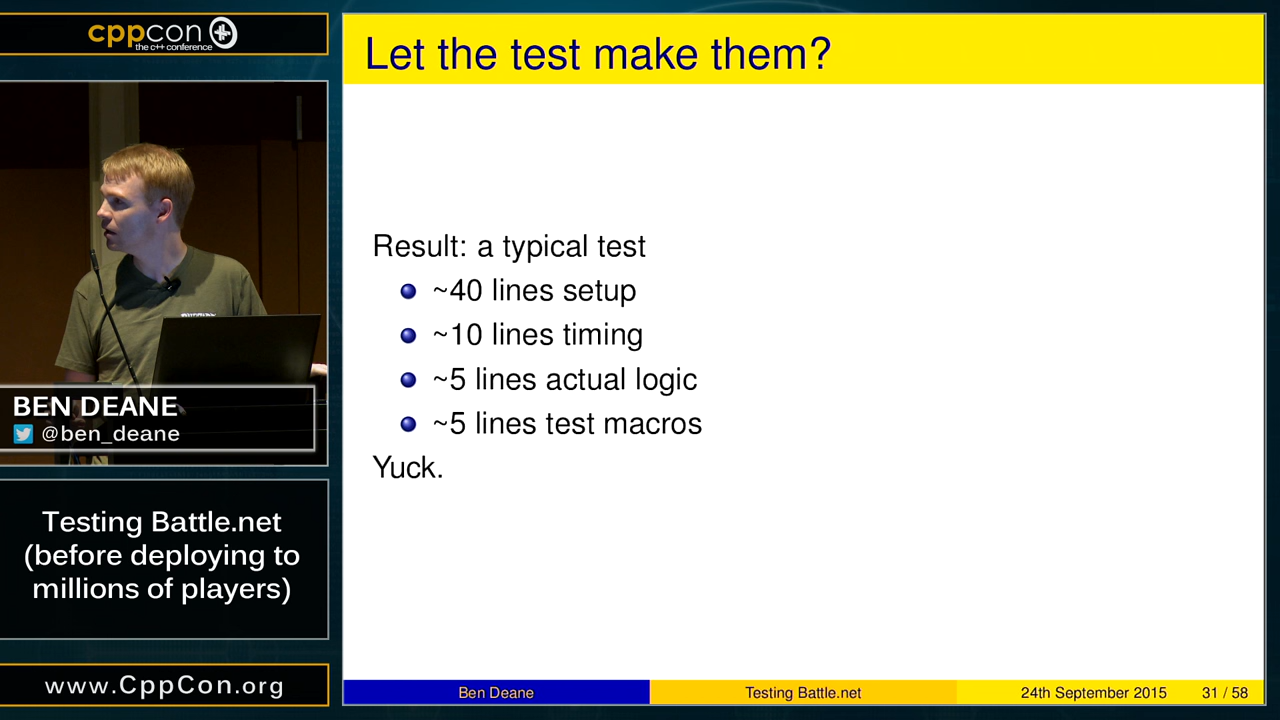 cppcon
the c++ conference
BEN DEANE
@ben_deane
Testing Battle.net
(before deploying to
millions of players)
www.CppCon.org
Let the test make them?
Result: a typical test
~40 lines setup
~10 lines timing
~5 lines actual logic
~5 lines test macros
Yuck.
Ben Deane
Testing Battle.net
24th September 2015
31 / 58